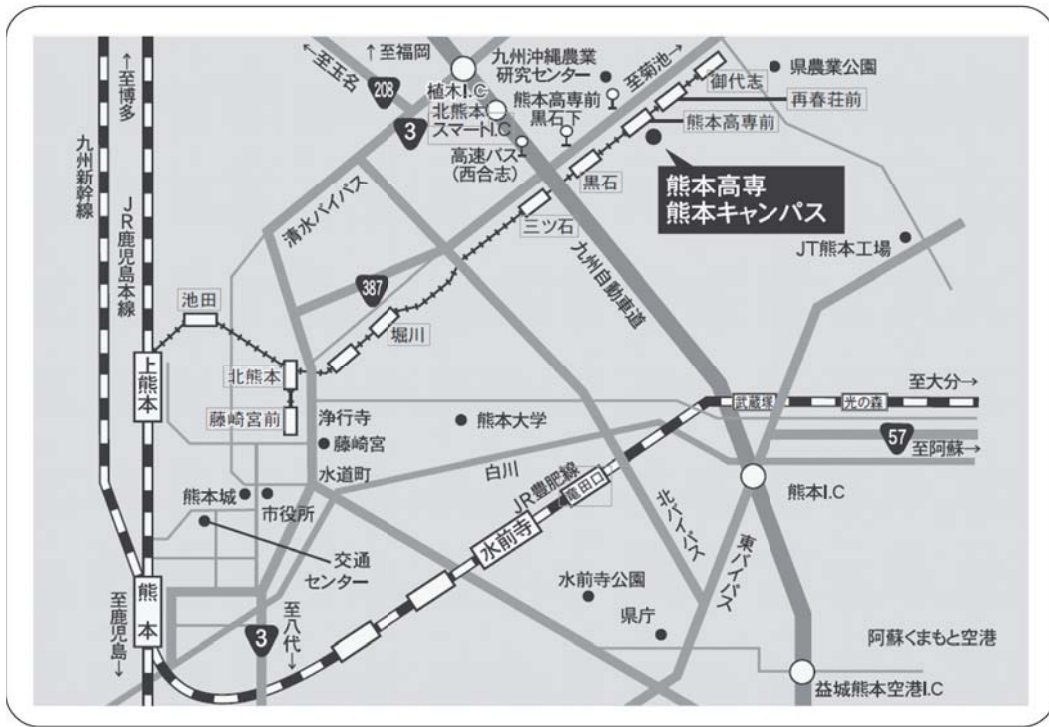 ←至玉名
↑至福岡
208
植木I.C
3
北熊本
スマートI.C
九州沖縄農業
研究センター
熊本高専前
黒石下
至菊池→
御代志
県農業公園
再春荘前
熊本高専前
高速バス
(西合志)
黒石
熊本高専
熊本キャンパス
三ツ石
JT熊本工場
←至博多
九州新幹線
JR鹿児島本線
清水バイパス
九州自動車道
387
池田
堀川
上熊本
北熊本
藤崎宮前
浄行寺
藤崎宮
水道町
熊本大学
白川
武蔵塚
光の森
至大分→
57
至阿蘇→
熊本I.C
JR豊肥線
竜田口
水前寺
北バイパス
東バイパス
熊本城
市役所
交通
センター
熊本
至鹿児島→
3
至八代→
水前寺公園
県庁
阿蘇くまもと空港
益城熊本空港I.C